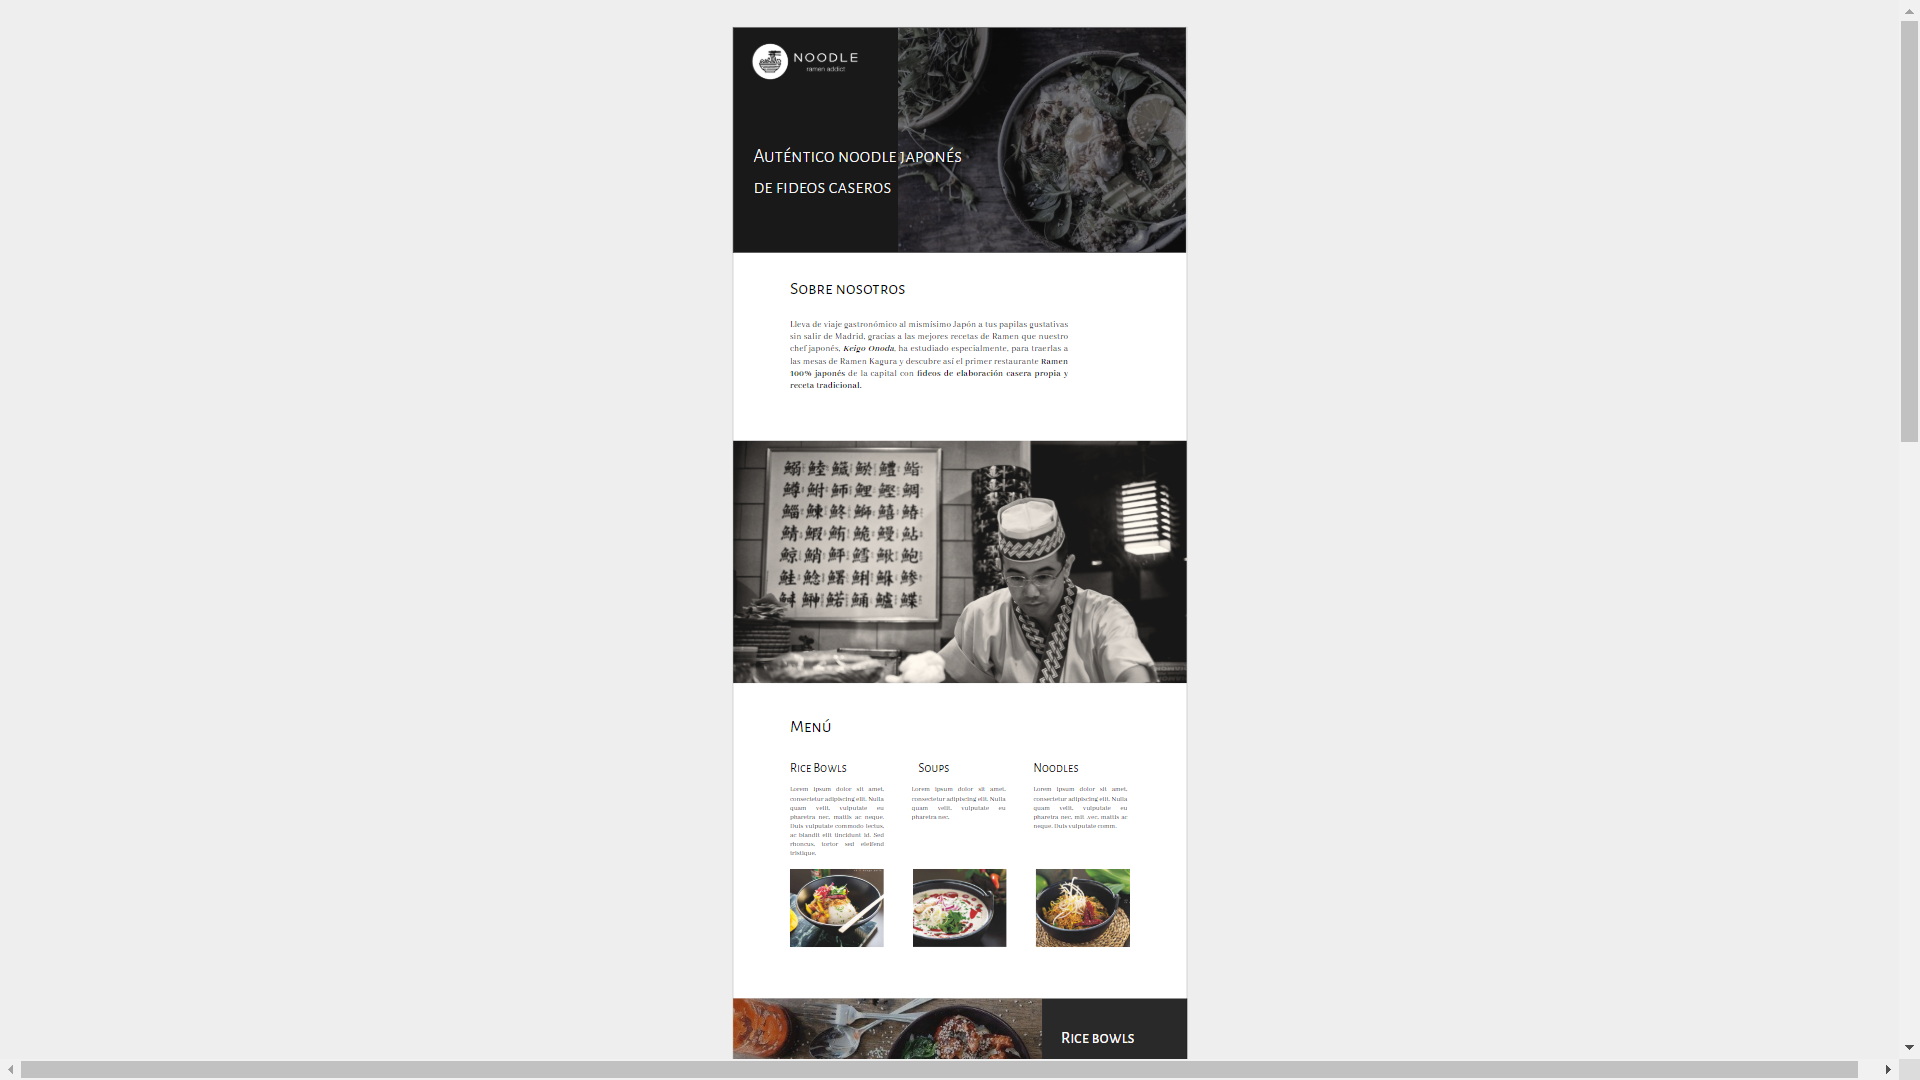 NOODLE
ramen addict
Auténtico noodle japonés
de fideos caseros
Sobre nosotros
Lleva de viaje gastronómico al mismísimo Japón a tus papilas gustativas
sin salir de Madrid, gracias a las mejores recetas de Ramen que nuestro
chef japonés, Keigo Onoda, ha estudiado especialmente, para traerlas a
las mesas de Ramen Kagura y descubre así el primer restaurante Ramen
100% japonés de la capital con fideos de elaboración casera propia y
receta tradicional.
Menú
Rice Bowls
Lorem ipsum dolor sit amet,
consectetur adipiscing elit. Nulla
quam velit, vulputate eu
pharetra nec, mattis ac neque.
Duis vulputate commodo lectus,
ac blandit elit tincidunt id. Sed
rhoncus, tortor sed eleifend
tristique.
Soups
Lorem ipsum dolor sit amet,
consectetur adipiscing elit. Nulla
quam velit, vulputate eu
pharetra nec.
Noodles
Lorem ipsum dolor sit amet,
consectetur adipiscing elit. Nulla
quam velit, vulputate eu
pharetra nec, mli .vec. mattis ac
neque. Duis vulputate comm.
Rice bowls